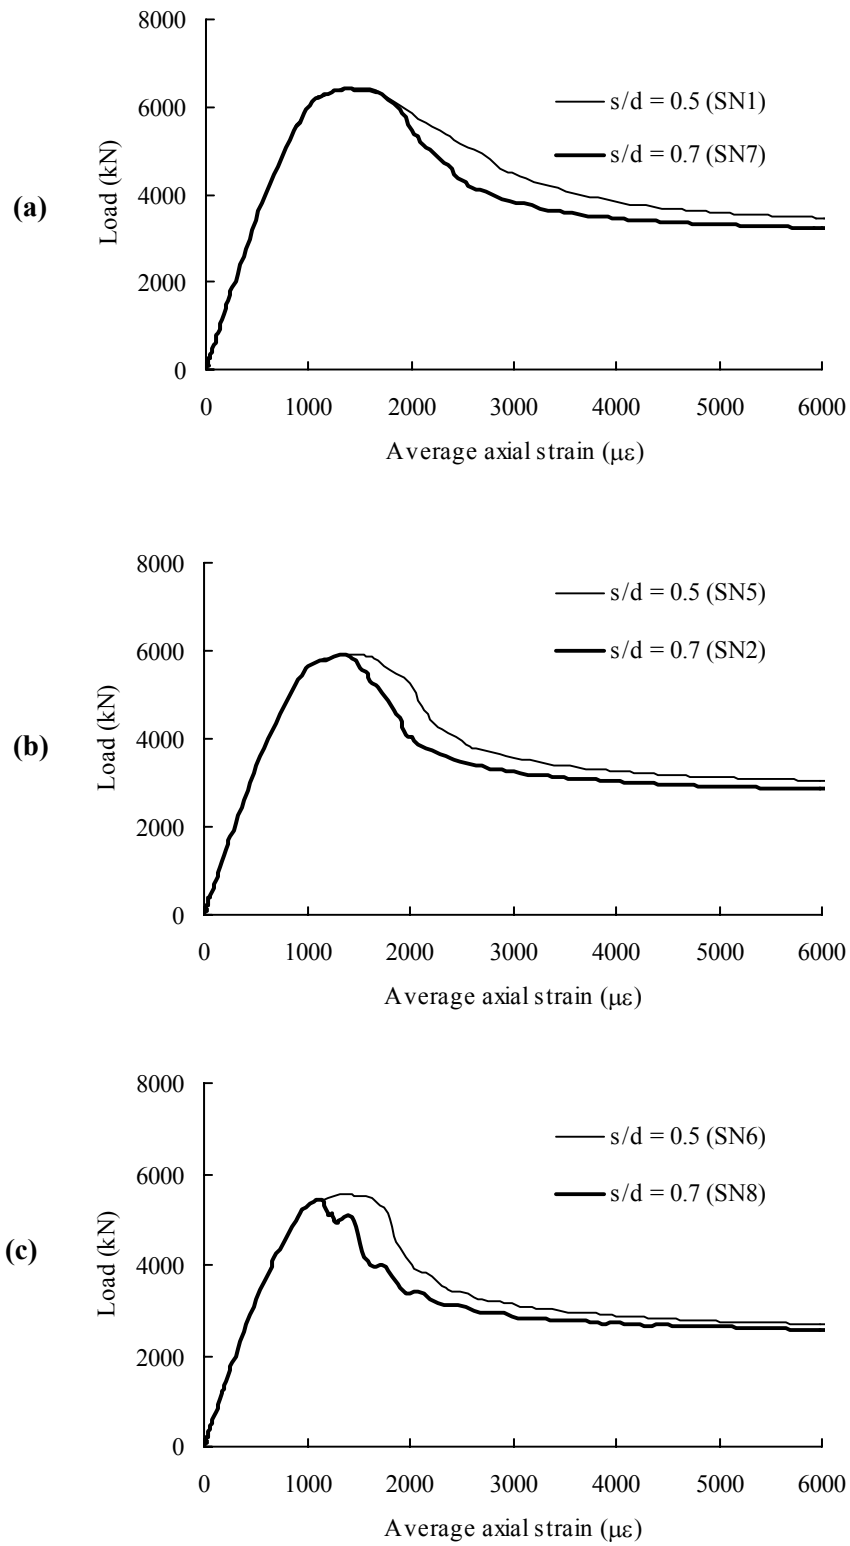 (a)
Load (kN)
8000
6000
4000
2000
0
s/d = 0.5 (SN1)
s/d = 0.7 (SN7)
0 1000 2000 3000 4000 5000 6000
Average axial strain (με)
(b)
Load (kN)
8000
6000
4000
2000
0
s/d = 0.5 (SN5)
s/d = 0.7 (SN2)
0 1000 2000 3000 4000 5000 6000
Average axial strain (με)
(c)
Load (kN)
8000
6000
4000
2000
0
s/d = 0.5 (SN6)
s/d = 0.7 (SN8)
0 1000 2000 3000 4000 5000 6000
Average axial strain (με)